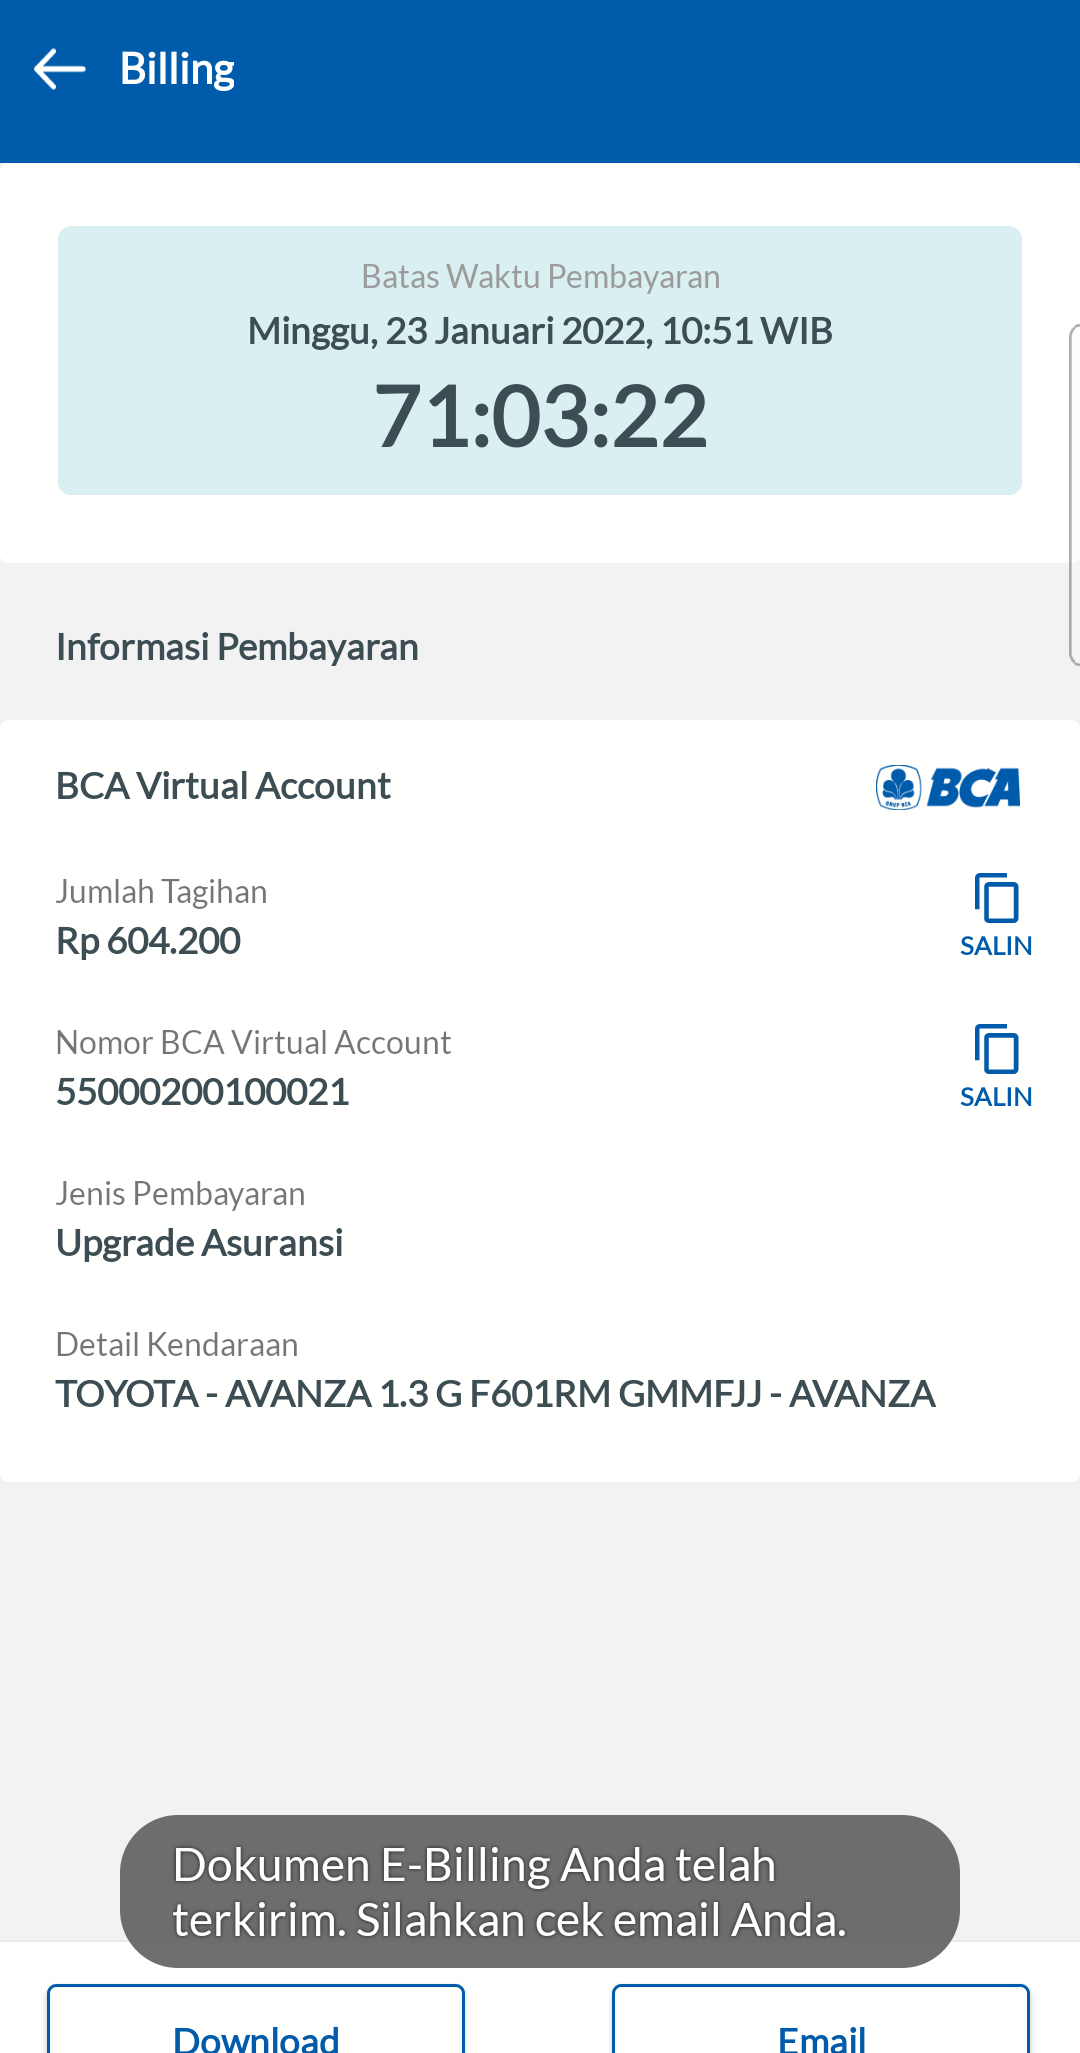 Billing
Batas Waktu Pembayaran
Minggu, 23 Januari 2022, 10:51 WIB
71:03:22
Informasi Pembayaran
BCA Virtual Account
GRUP BCA
BCA
Jumlah Tagihan
Rp 604.200
SALIN
Nomor BCA Virtual Account
55000200100021
SALIN
Jenis Pembayaran
Upgrade Asuransi
Detail Kendaraan
TOYOTA - AVANZA 1.3 G F601RM GMMFJJ - AVANZA
Dokumen E-Billing Anda telah
terkirim. Silahkan cek email Anda.
Download
Email